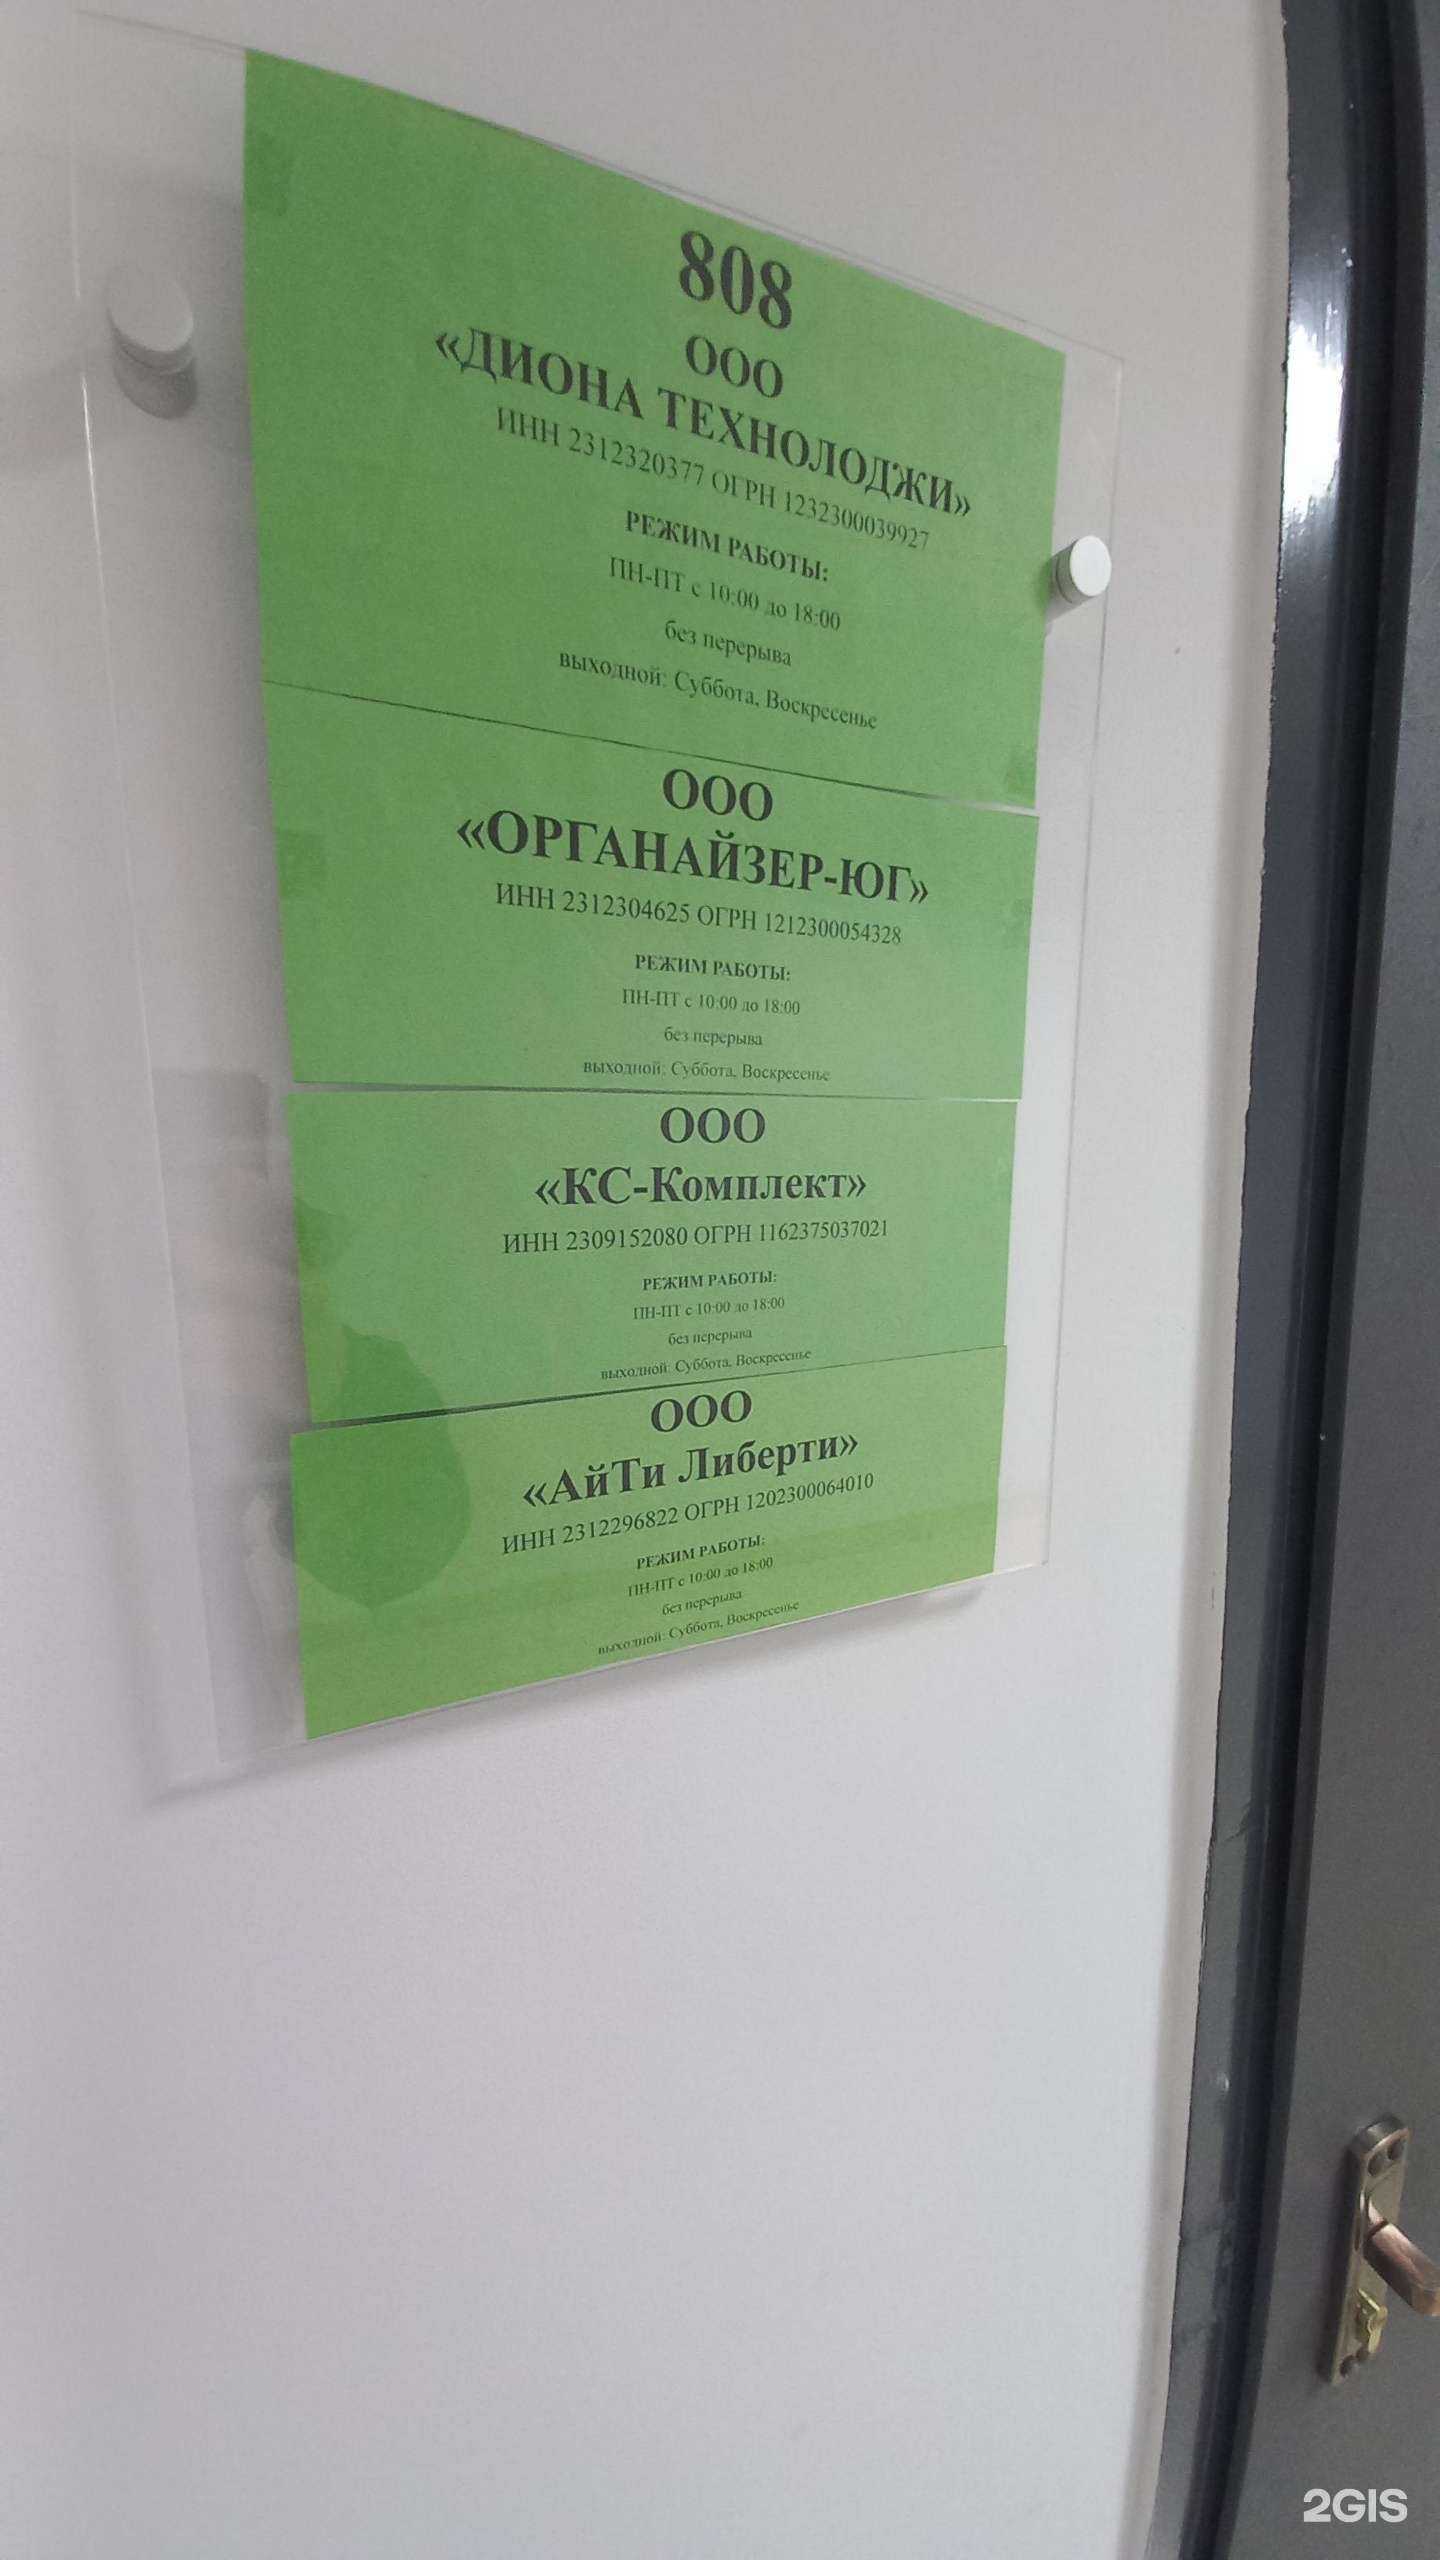 808
ООО
«ДИОНА ТЕХНОЛОДЖИ»
ИНН 2312320377 ОГРН 1232300039927
РЕЖИМ РАБОТЫ:
ПН-ПТ с 10:00 до 18:00
без перерыва
выходной: Суббота, Воскресенье
ООО
«ОРГАНАЙЗЕР-ЮГ»
ИНН 2312304625 ОГРН 1212300054328
РЕЖИМ РАБОТЫ:
ПН-ПТ с 10:00 до 18:00
без перерыва
выходной: Суббота, Воскресенье
ООО
«КС-Комплект»
ИНН 2309152080 ОГРН 1162375037021
РЕЖИМ РАБОТЫ:
ПН-ПТ с 10:00 до 18:00
без перерыва
выходной: Суббота, Воскресенье
ООО
«АйТи Либерти»
ИНН 2312296822 ОГРН 1202300064010
РЕЖИМ РАБОТЫ:
ПН-ПТ с 10:00 до 18:00
без перерыва
выходной: Суббота, Воскресенье
2GIS